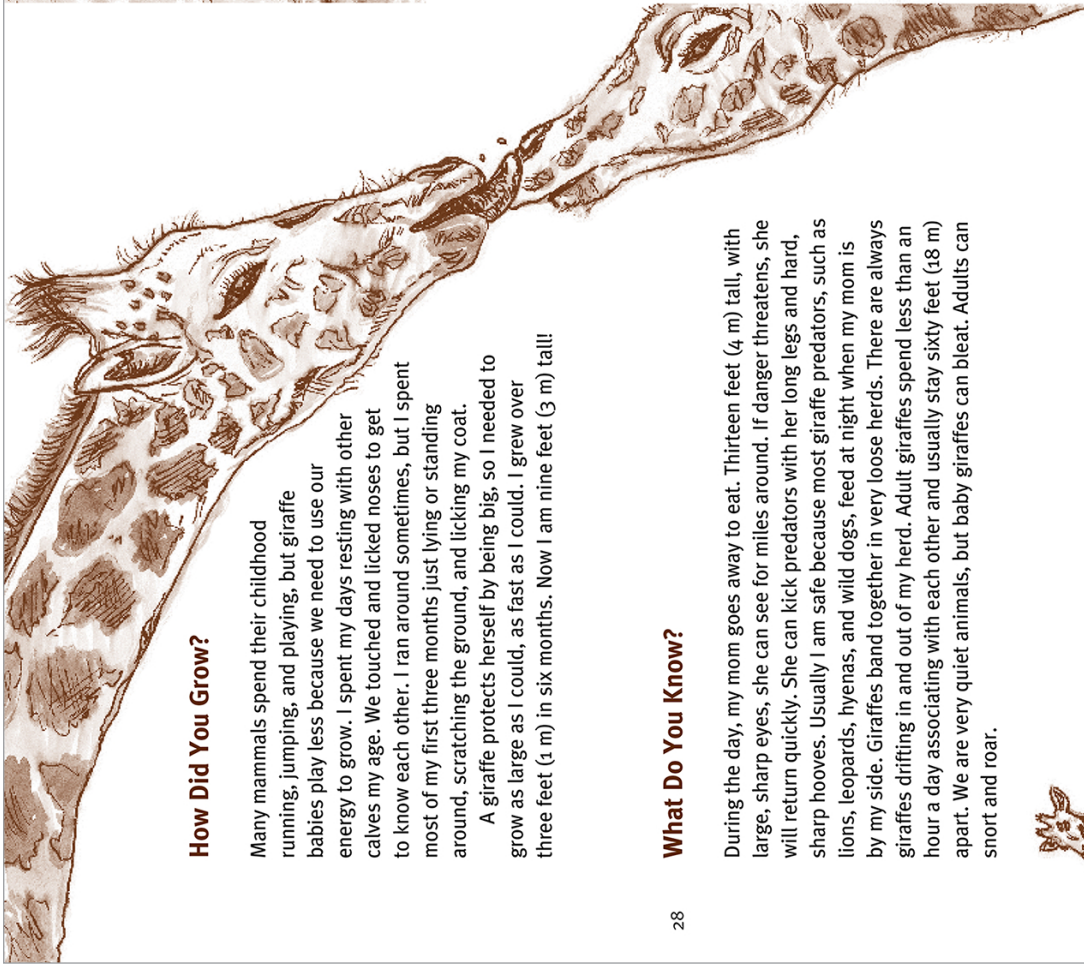 How Did You Grow?
Many mammals spend their childhood
running, jumping, and playing, but giraffe
babies play less because we need to use our
energy to grow. I spent my days resting with other
calves my age. We touched and licked noses to get
to know each other. I ran around sometimes, but I spent
most of my first three months just lying or standing
around, scratching the ground, and licking my coat.
A giraffe protects herself by being big, so I needed to
grow as large as I could, as fast as I could. I grew over
three feet (1 m) in six months. Now I am nine feet (3 m) tall!
What Do You Know?
During the day, my mom goes away to eat. Thirteen feet (4 m) tall, with
large, sharp eyes, she can see for miles around. If danger threatens, she
will return quickly. She can kick predators with her long legs and hard,
sharp hooves. Usually I am safe because most giraffe predators, such as
lions, leopards, hyenas, and wild dogs, feed at night when my mom is
by my side. Giraffes band together in very loose herds. There are always
giraffes drifting in and out of my herd. Adult giraffes spend less than an
hour a day associating with each other and usually stay sixty feet (18 m)
apart. We are very quiet animals, but baby giraffes can bleat. Adults can
snort and roar.
28